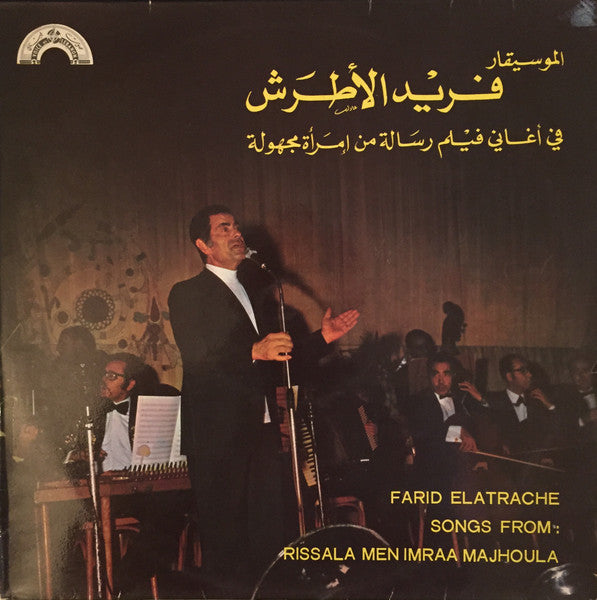 الموسيقار
فريد الأطرش
في أغاني فيلم رسالة من إمرأة مجهولة
FARID ELATRACHE
SONGS FROM:
RISSALA MEN IMRAA MAJHOULA